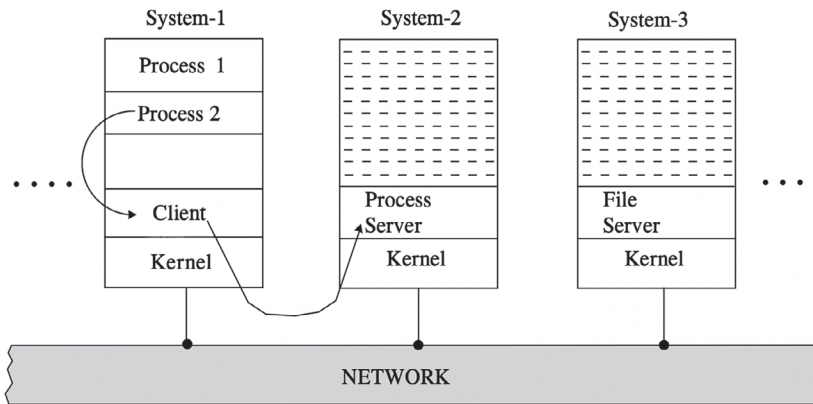 System-1
System-2
System-3
Process 1
Process 2
Client
Kernel
Process
Server
Kernel
File
Server
Kernel
NETWORK